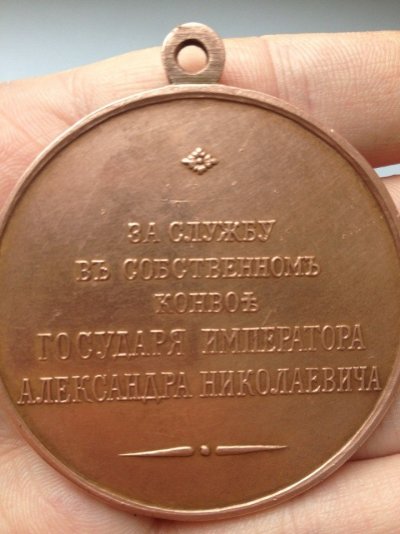 ЗА СЛУЖБУ
ВЪ СОБСТВЕННОМЪ
КОНВОѢ
ГОСУДАРЯ ИМПЕРАТОРА
АЛЕКСАНДРА НИКОЛАЕВИЧА